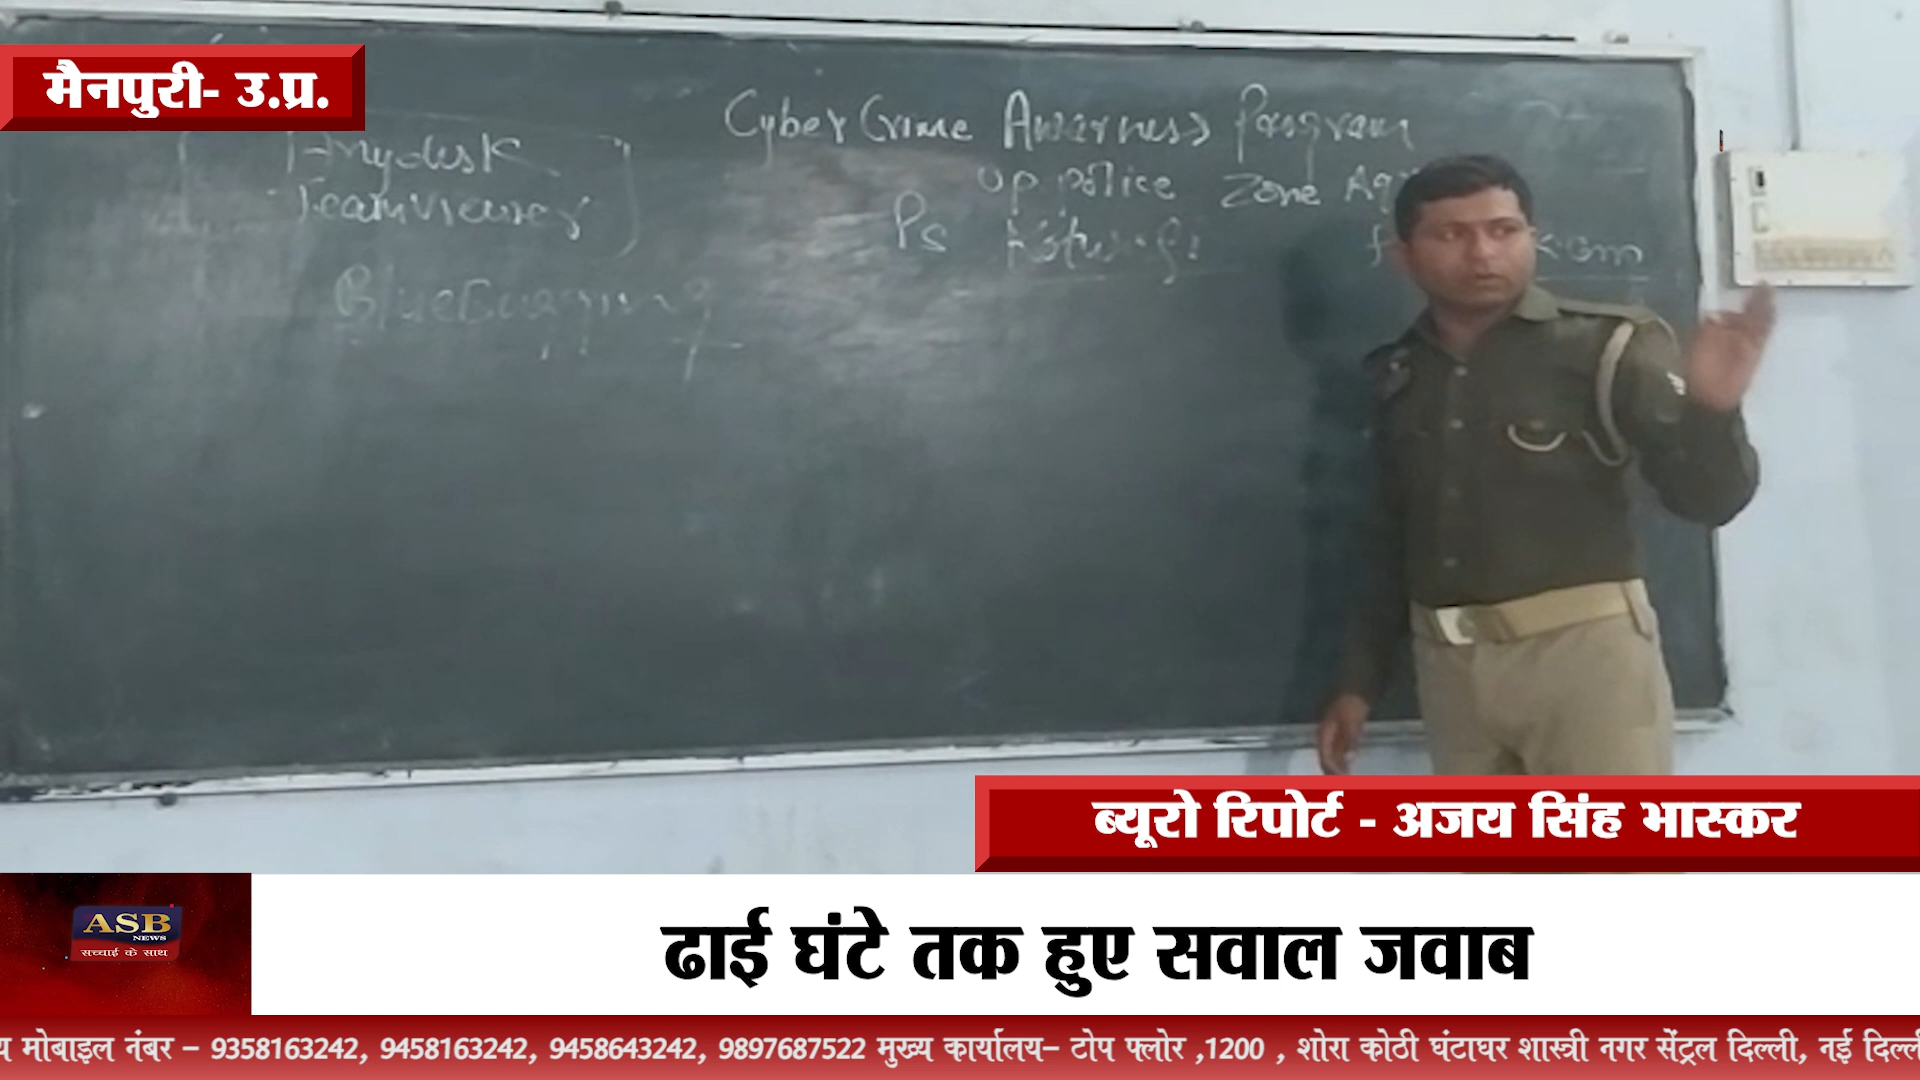 मैनपुरी- उ.प्र.
Cyber Crime Awarness Program
UP police Zone
Ps
Anydesk
Teamviewer
BlueBugging
ब्यूरो रिपोर्ट - अजय सिंह भास्कर
ASB
NEWS
सच्चाई के साथ
ढाई घंटे तक हुए सवाल जवाब
मोबाइल नंबर - 9358163242, 9458163242, 9458643242, 9897687522 मुख्य कार्यालय- टोप फ्लोर ,1200 , शोरा कोठी घंटाघर शास्त्री नगर सेंट्रल दिल्ली, नई